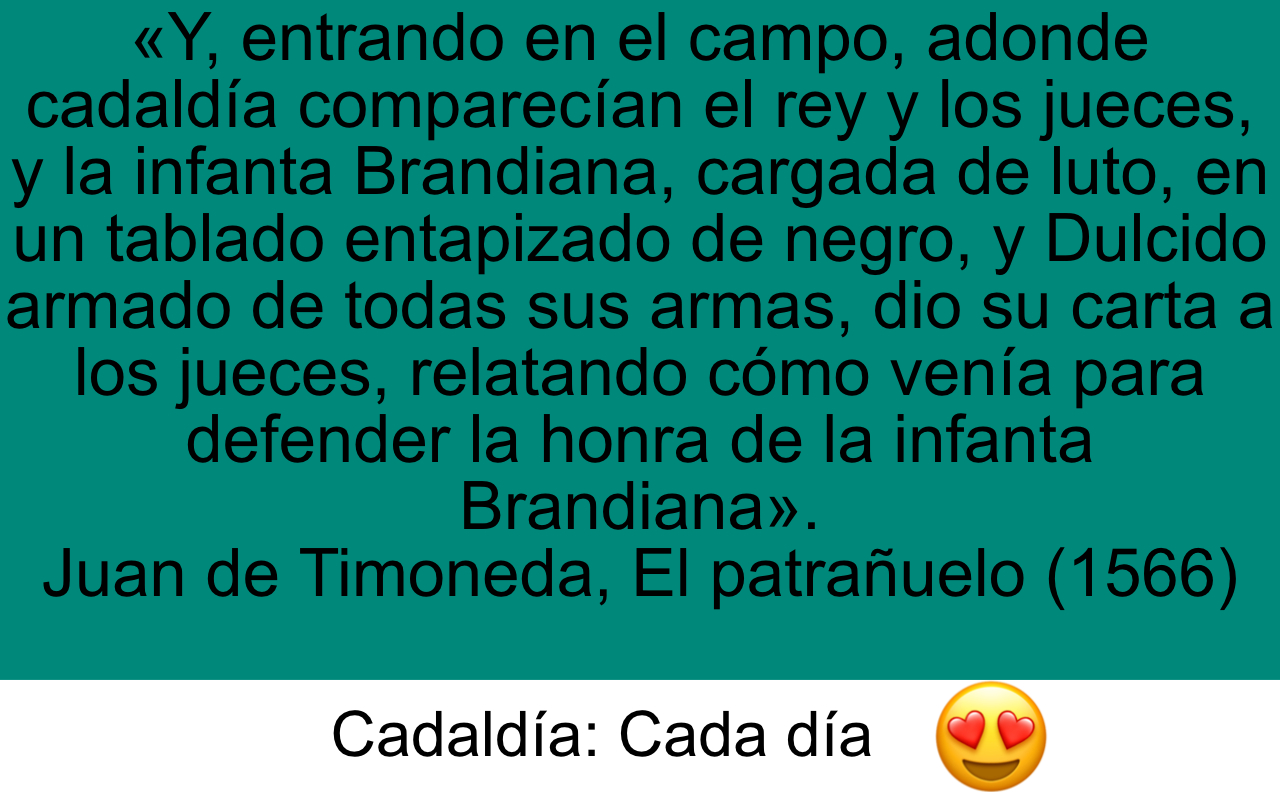 «Y, entrando en el campo, adonde
cadaldía comparecían el rey y los jueces,
y la infanta Brandiana, cargada de luto, en
un tablado entapizado de negro, y Dulcido
armado de todas sus armas, dio su carta a
los jueces, relatando cómo venía para
defender la honra de la infanta
Brandiana».
Juan de Timoneda, El patrañuelo (1566)
Cadaldía: Cada día